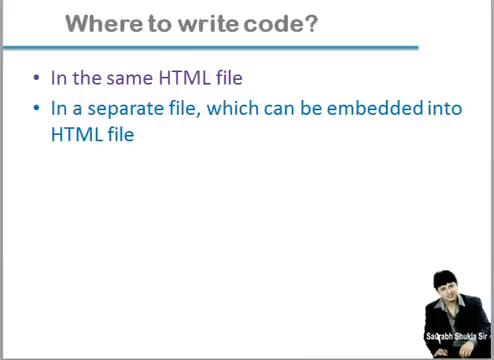 Where to write code?
• In the same HTML file
• In a separate file, which can be embedded into
HTML file
Saurabh Shukla Sir